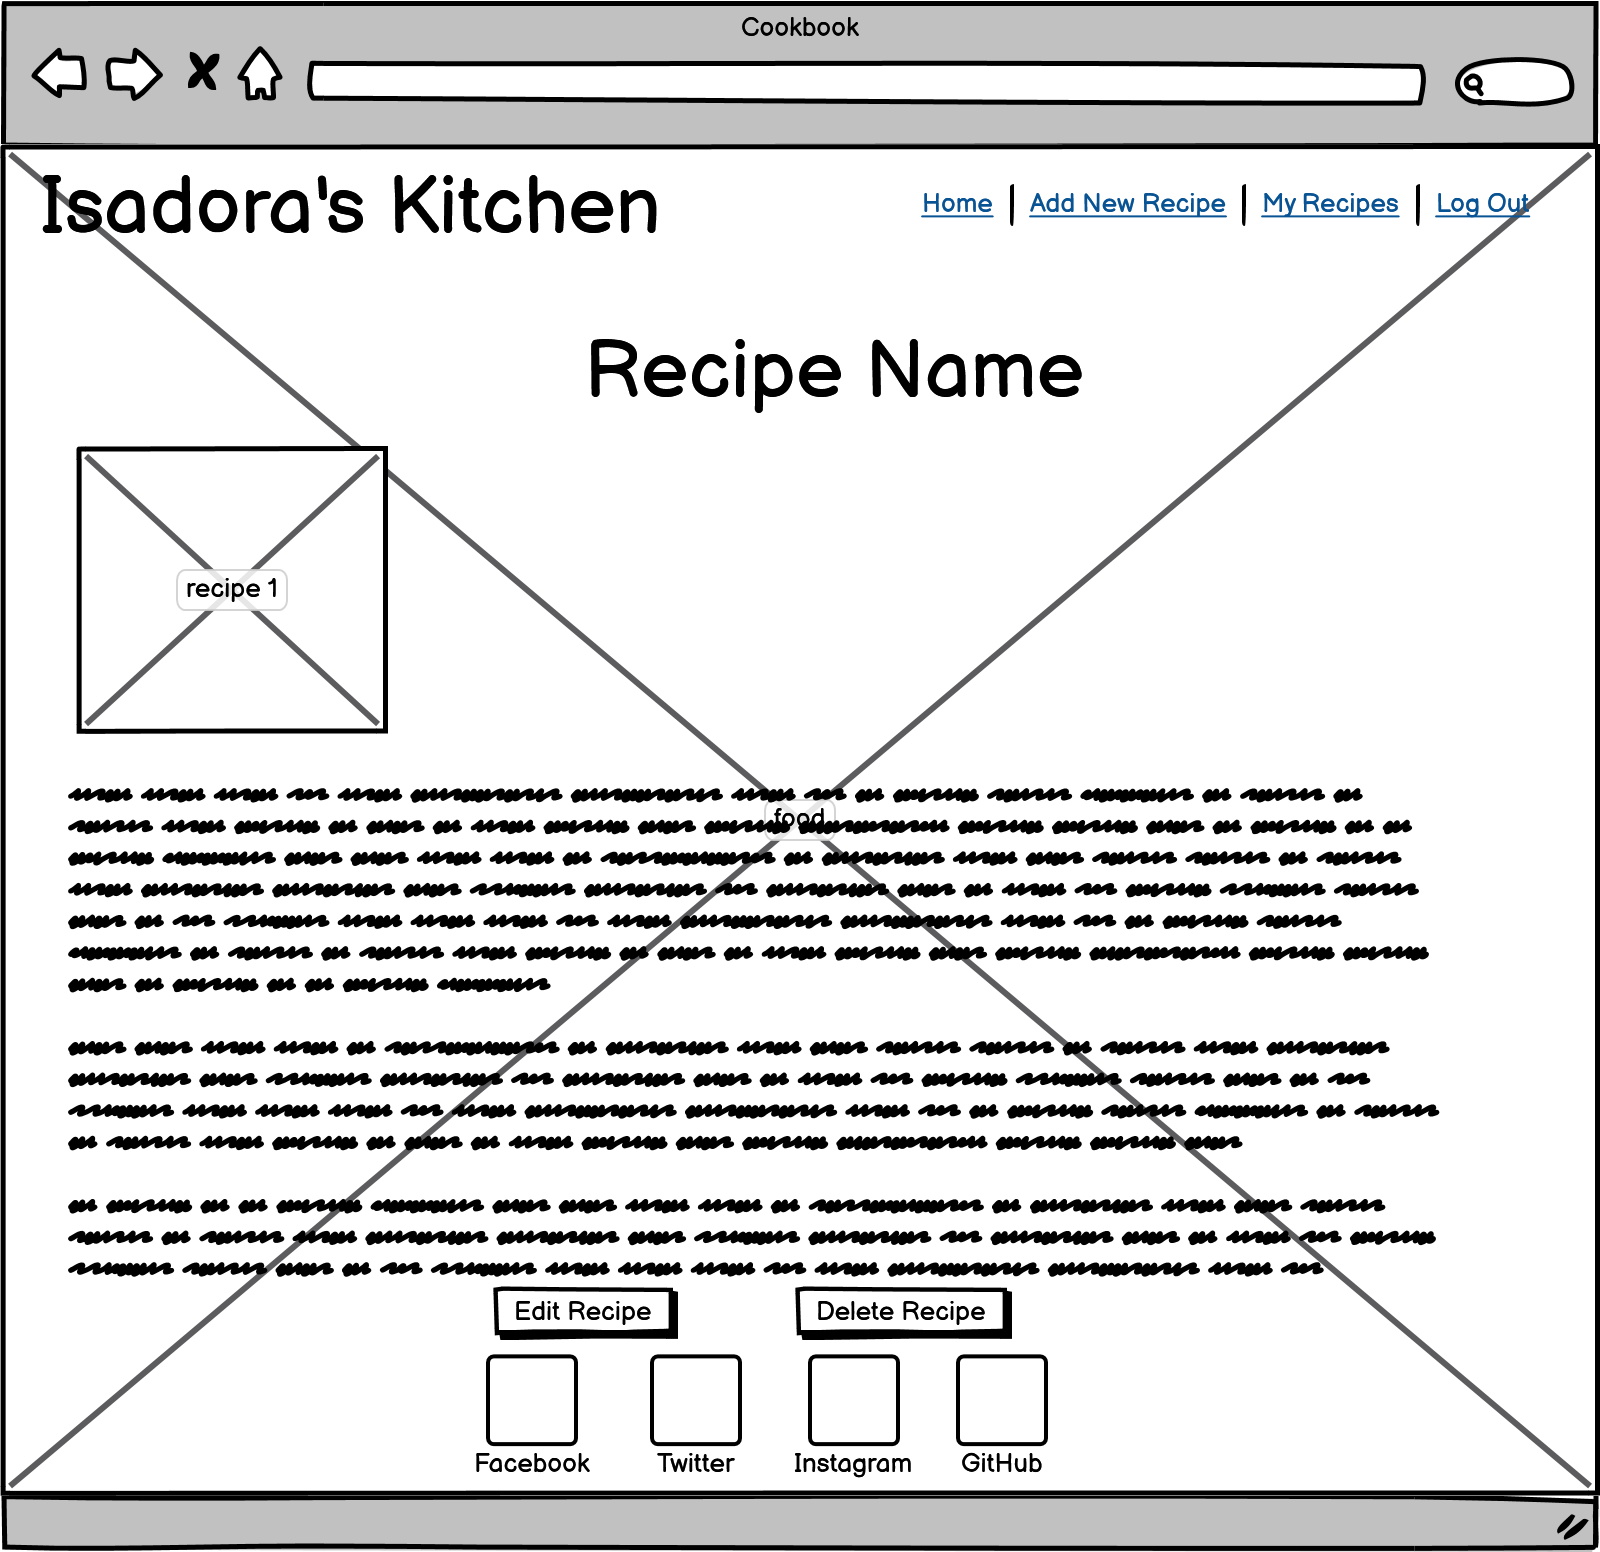 Cookbook
Isadora's Kitchen
Home
Add New Recipe
My Recipes
Log Out
Recipe Name
recipe 1
food
Edit Recipe
Delete Recipe
Facebook
Twitter
Instagram
GitHub